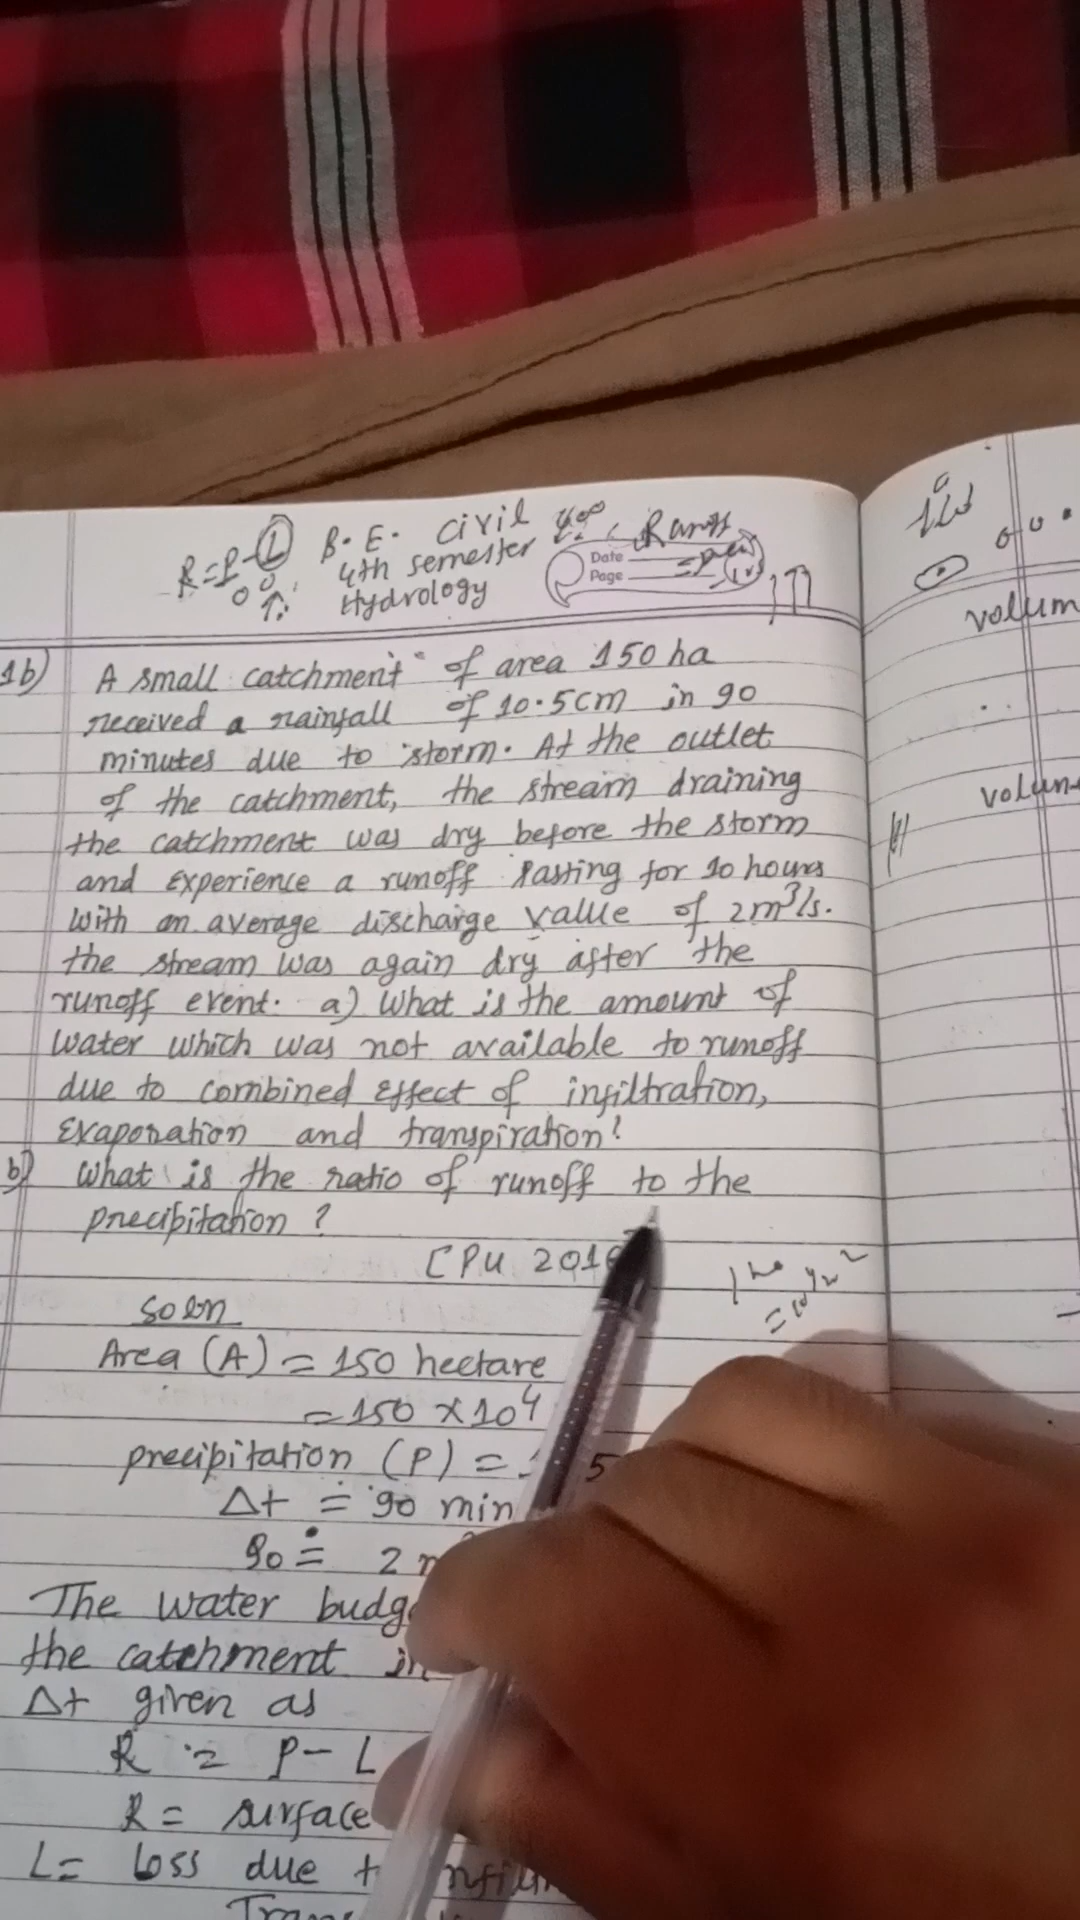 R=P-L
B.E. Civil
4th semester
Hydrology
Date
Page
1b) A small catchment of area 150 ha
received a rainfall of 10.5cm in 90
minutes due to storm. At the outlet
of the catchment, the stream draining
the catchment was dry before the storm
and experience a runoff lasting for 10 hours
with an average discharge value of 2m³/s.
the stream was again dry after the
runoff event. a) What is the amount of
water which was not available to runoff
due to combined effect of infiltration,
Evaporation and transpiration?
b) What is the ratio of runoff to the
precipitation?
[PU 201
1 ha
Soln
Area (A) = 150 hectare
= 150 × 10⁴
precipitation (P) = 5
Δt = 90 min
2
The water budg
the catchment in
Δt given as
R = P - L
R = surface
L = loss due t
Trans
volum
volum